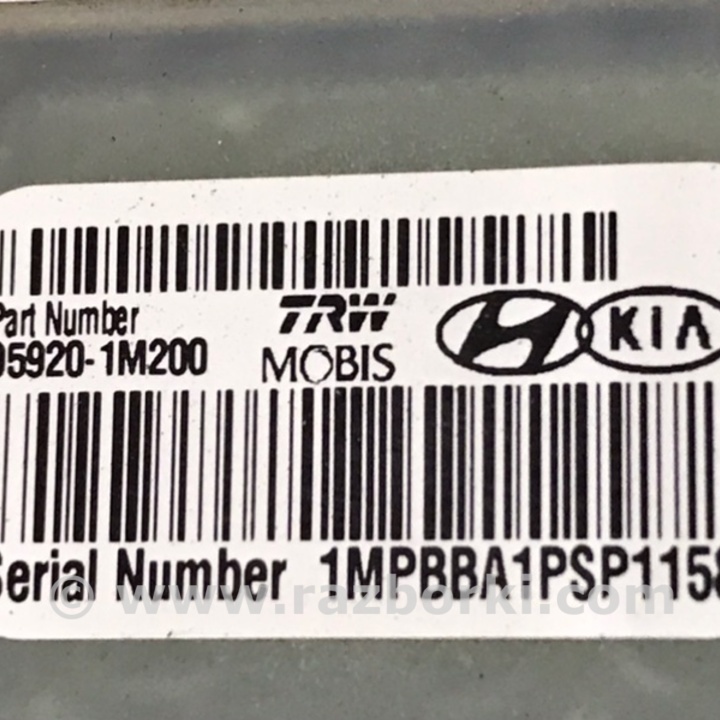 Part Number
95920-1M200
TRW
MOBIS
KIA
Serial Number 1MPBBA1PSP1158
© www.razborki.com